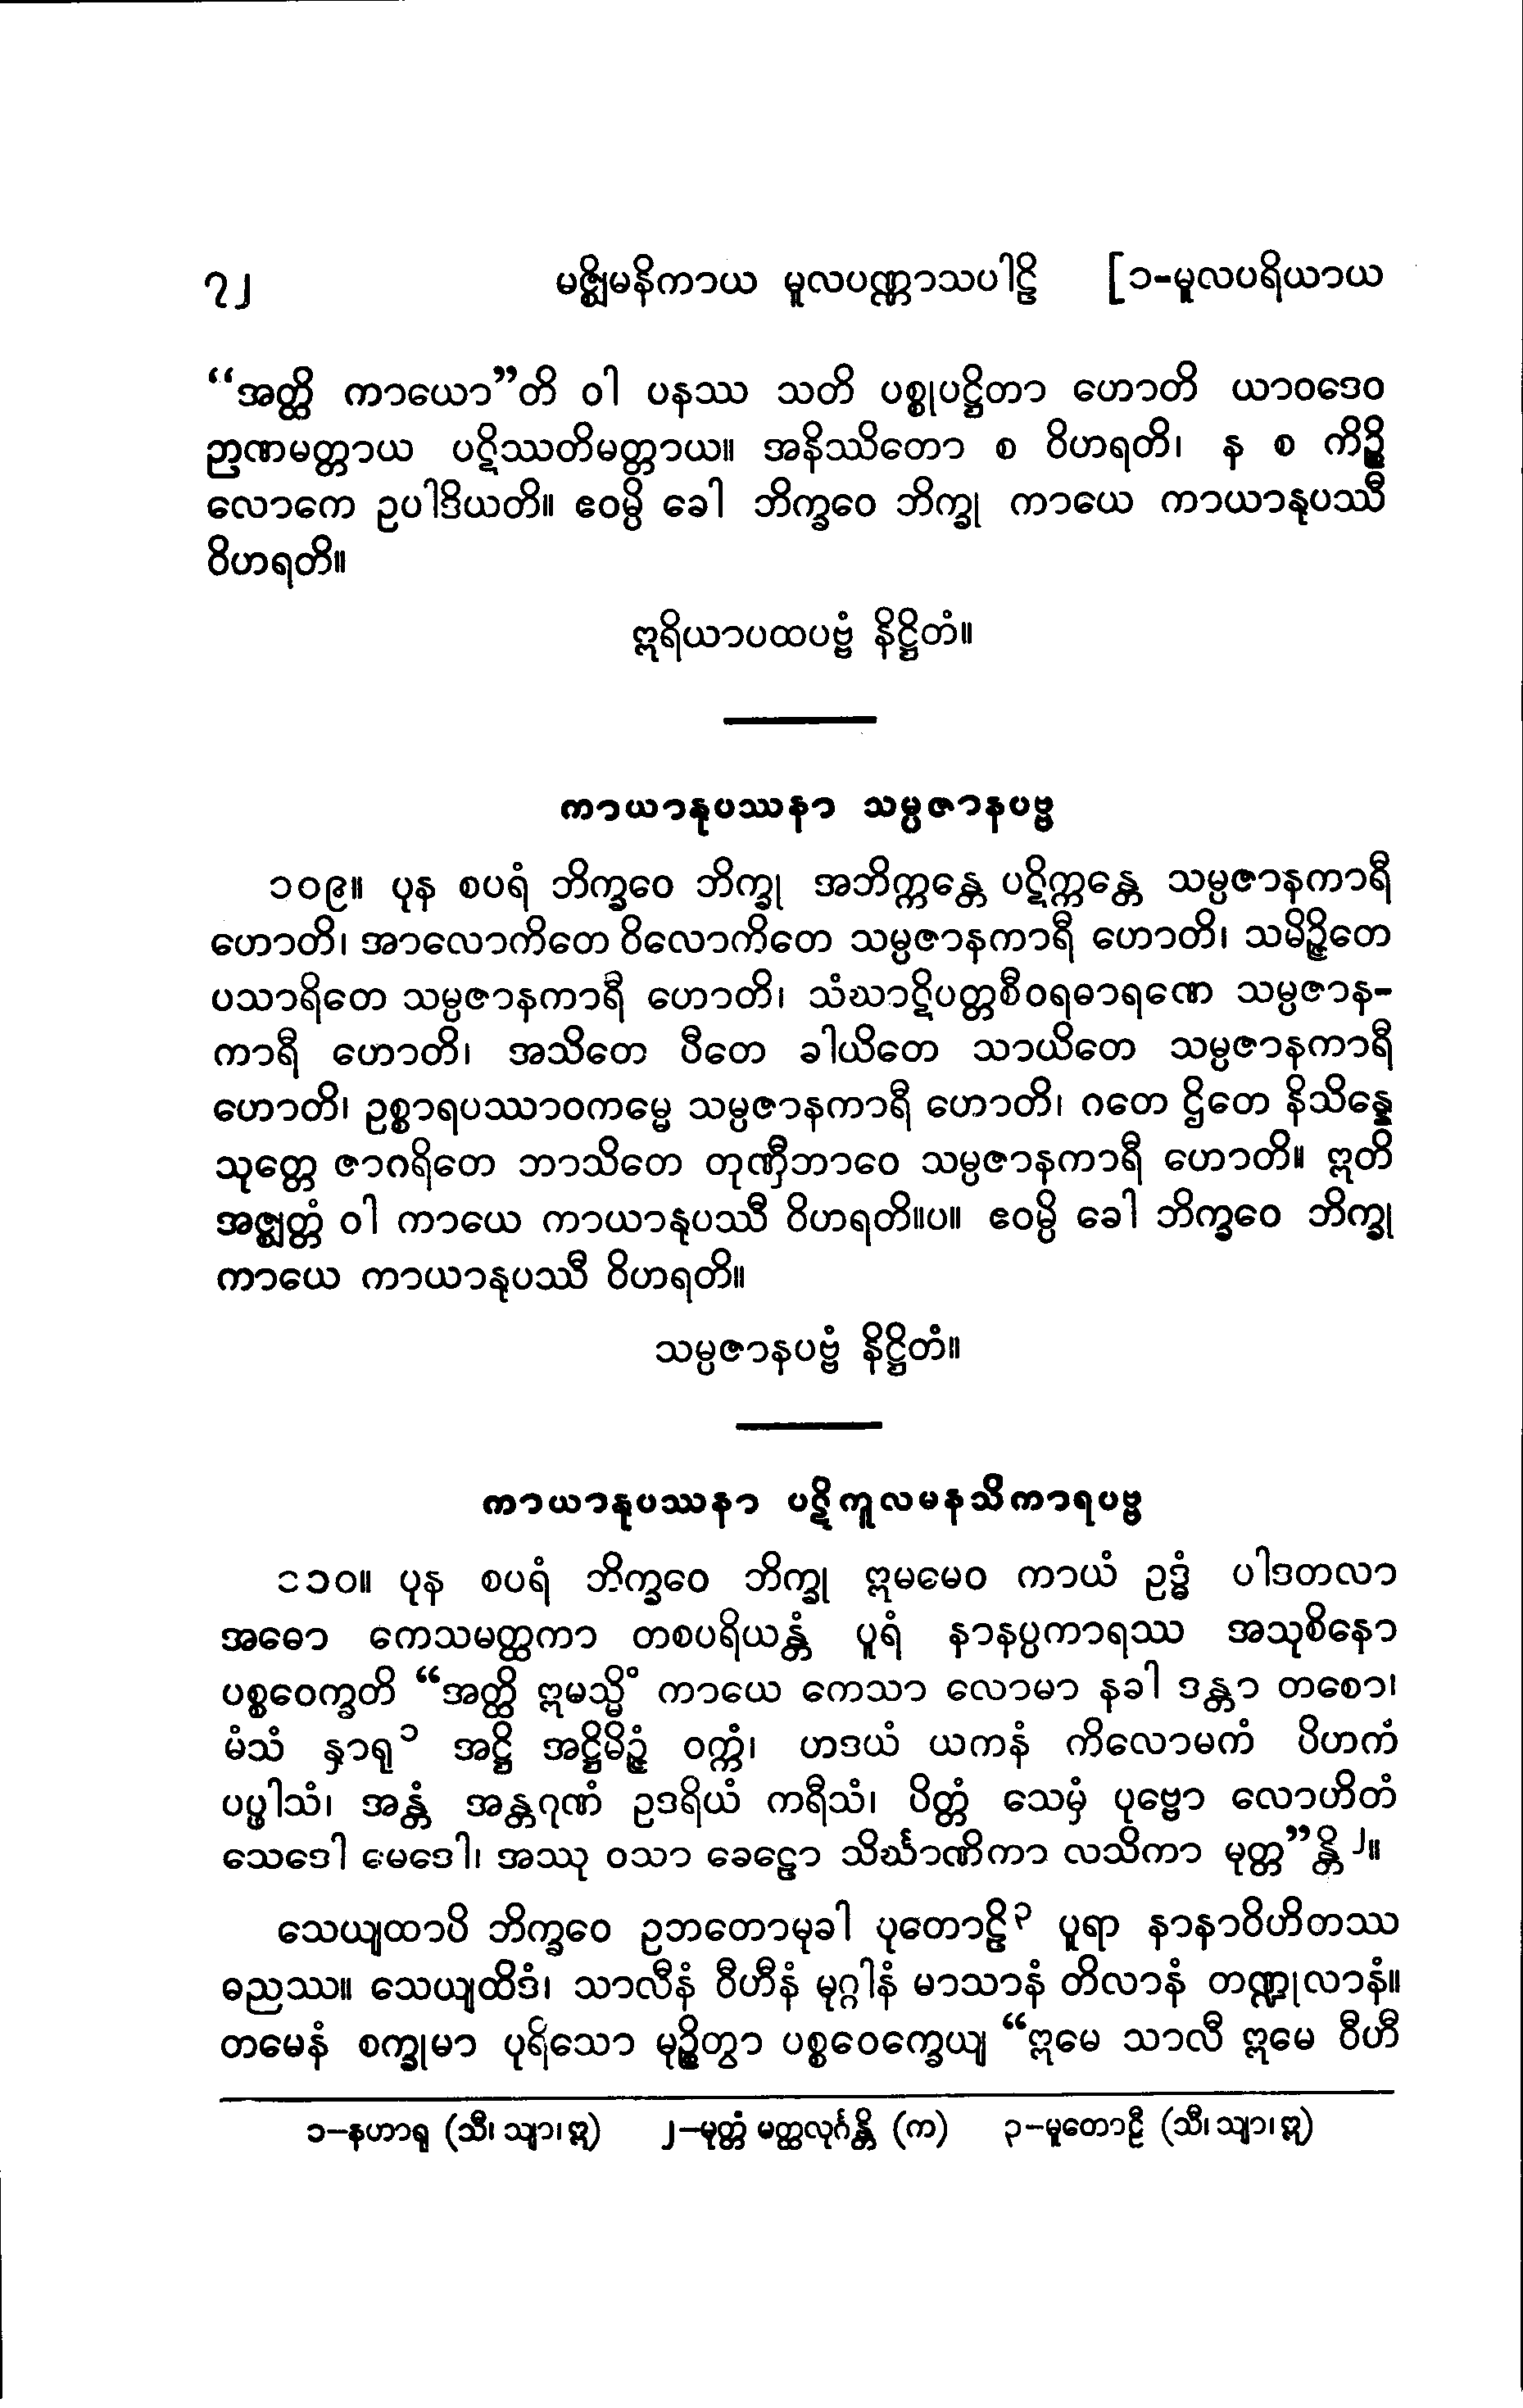 ၇၂ မဇ္ဈိမနိကာယ မူလပဏ္ဏာသပါဠိ [၁-မူလပရိယာယ
“အတ္ထိ ကာယော”တိ ဝါ ပနဿ သတိ ပစ္စုပဋ္ဌိတာ ဟောတိ ယာဝဒေဝ
ဉာဏမတ္တာယ ပဋိဿတိမတ္တာယ။ အနိဿိတော စ ဝိဟရတိ၊ န စ ကိဉ္စိ
လောကေ ဥပါဒိယတိ။ ဧဝမ္ပိ ခေါ ဘိက္ခဝေ ဘိက္ခု ကာယေ ကာယာနုပဿီ
ဝိဟရတိ။
ဣရိယာပထပဗ္ဗံ နိဋ္ဌိတံ။
ကာယာနုပဿနာ သမ္ပဇာနပဗ္ဗ
၁၀၉။ ပုန စပရံ ဘိက္ခဝေ ဘိက္ခု အဘိက္ကန္တေ ပဋိက္ကန္တေ သမ္ပဇာနကာရီ
ဟောတိ၊ အာလောကိတေ ဝိလောကိတေ သမ္ပဇာနကာရီ ဟောတိ၊ သမိဉ္ဇိတေ
ပသာရိတေ သမ္ပဇာနကာရီ ဟောတိ၊ သံဃာဋိပတ္တစီဝရဓာရဏေ သမ္ပဇာန-
ကာရီ ဟောတိ၊ အသိတေ ပီတေ ခါယိတေ သာယိတေ သမ္ပဇာနကာရီ
ဟောတိ၊ ဥစ္စာရပဿာဝကမ္မေ သမ္ပဇာနကာရီ ဟောတိ၊ ဂတေ ဌိတေ နိသိန္နေ
သုတ္တေ ဇာဂရိတေ ဘာသိတေ တုဏှီဘာဝေ သမ္ပဇာနကာရီ ဟောတိ။ ဣတိ
အဇ္ဈတ္တံ ဝါ ကာယေ ကာယာနုပဿီ ဝိဟရတိ။ပ။ ဧဝမ္ပိ ခေါ ဘိက္ခဝေ ဘိက္ခု
ကာယေ ကာယာနုပဿီ ဝိဟရတိ။
သမ္ပဇာနပဗ္ဗံ နိဋ္ဌိတံ။
ကာယာနုပဿနာ ပဋိကူလမနသိကာရပဗ္ဗ
၁၁၀။ ပုန စပရံ ဘိက္ခဝေ ဘိက္ခု ဣမမေဝ ကာယံ ဥဒ္ဓံ ပါဒတလာ
အဓော ကေသမတ္ထကာ တစပရိယန္တံ ပူရံ နာနပ္ပကာရဿ အသုစိနော
ပစ္စဝေက္ခတိ “အတ္ထိ ဣမသ္မိံ ကာယေ ကေသာ လောမာ နခါ ဒန္တာ တစော၊
မံသံ နှာရု၁ အဋ္ဌိ အဋ္ဌိမိဉ္ဇံ ဝက္ကံ၊ ဟဒယံ ယကနံ ကိလောမကံ ပိဟကံ
ပပ္ဖါသံ၊ အန္တံ အန္တဂုဏံ ဥဒရိယံ ကရီသံ၊ ပိတ္တံ သေမှံ ပုဗ္ဗော လောဟိတံ
သေဒေါ မေဒေါ၊ အဿု ဝသာ ခေဠော သိင်္ဃာဏိကာ လသိကာ မုတ္တ”န္တိ၂။
သေယျထာပိ ဘိက္ခဝေ ဥဘတောမုခါ ပုတောဠိ၃ ပူရာ နာနာဝိဟိတဿ
ဓညဿ။ သေယျထိဒံ၊ သာလီနံ ဝီဟီနံ မုဂ္ဂါနံ မာသာနံ တိလာနံ တဏ္ဍုလာနံ။
တမေနံ စက္ခုမာ ပုရိသော မုဉ္စိတွာ ပစ္စဝေက္ခေယျ “ဣမေ သာလီ ဣမေ ဝီဟီ
၁−နဟာရု (သီ၊ သျာ၊ ဣ) ၂−မုတ္တံ မတ္ထလုင်္ဂန္တိ (က) ၃−မူတောဠီ (သီ၊ သျာ၊ ဣ)